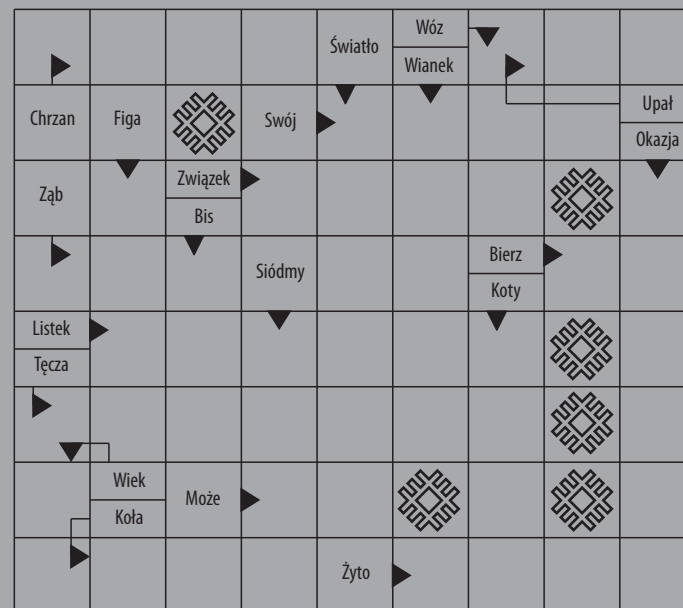 Światło
Wóz
Wianek
Chrzan
Figa
Swój
Upał
Okazja
Ząb
Związek
Bis
Siódmy
Bierz
Koty
Listek
Tęcza
Wiek
Koła
Może
Żyto